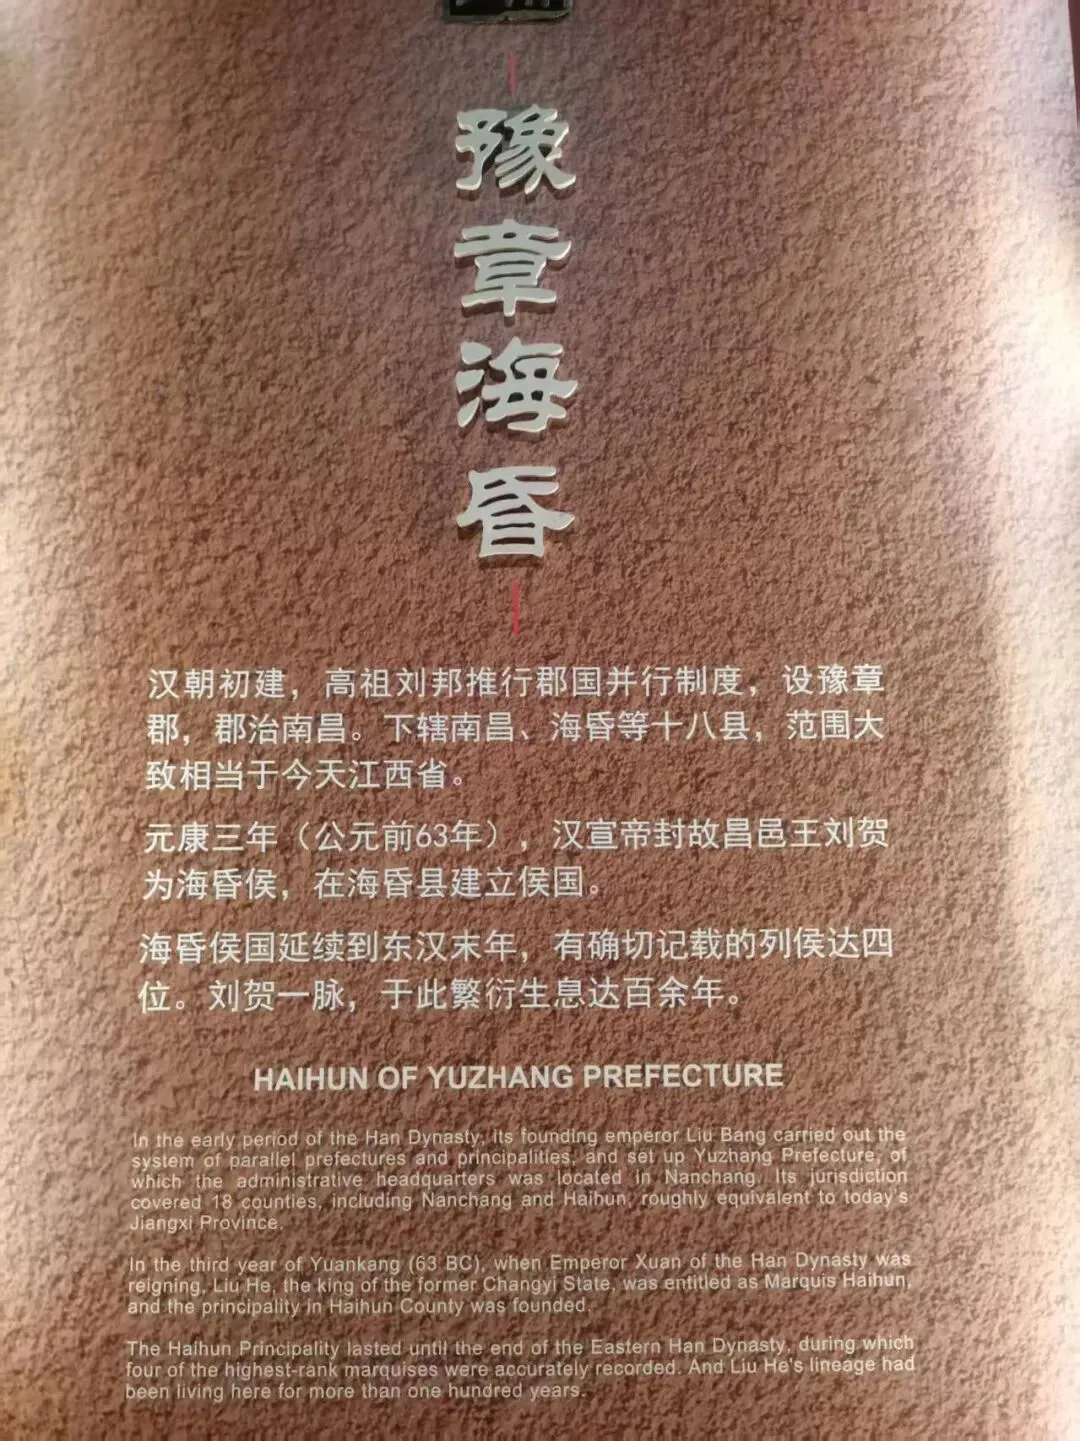 豫章海昏
汉朝初建，高祖刘邦推行郡国并行制度，设豫章
郡，郡治南昌。下辖南昌、海昏等十八县，范围大
致相当于今天江西省。
元康三年（公元前63年），汉宣帝封故昌邑王刘贺
为海昏侯，在海昏县建立侯国。
海昏侯国延续到东汉末年，有确切记载的列侯达四
位。刘贺一脉，于此繁衍生息达百余年。
HAIHUN OF YUZHANG PREFECTURE
In the early period of the Han Dynasty, its founding emperor Liu Bang carried out the
system of parallel prefectures and principalities, and set up Yuzhang Prefecture, of
which the administrative headquarters was located in Nanchang. Its jurisdiction
covered 18 counties, including Nanchang and Haihun, roughly equivalent to today's
Jiangxi Province.
In the third year of Yuankang (63 BC), when Emperor Xuan of the Han Dynasty was
reigning, Liu He, the king of the former Changyi State, was entitled as Marquis Haihun,
and the principality in Haihun County was founded.
The Haihun Principality lasted until the end of the Eastern Han Dynasty, during which
four of the highest-rank marquises were accurately recorded. And Liu He's lineage had
been living here for more than one hundred years.